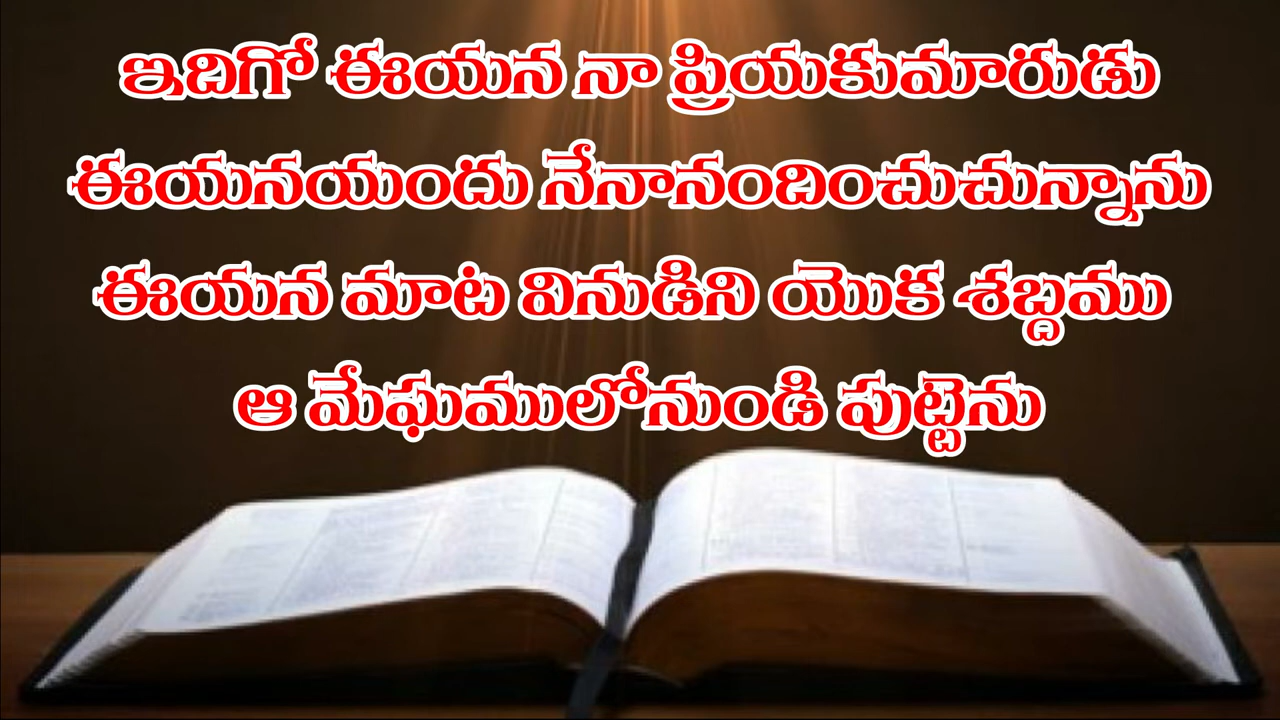 ఇదిగో ఈయన నా ప్రియకుమారుడు
ఈయనయందు నేనానందించుచున్నాను
ఈయన మాట వినుడిని యొక శబ్దము
ఆ మేఘములోనుండి పుట్టెను